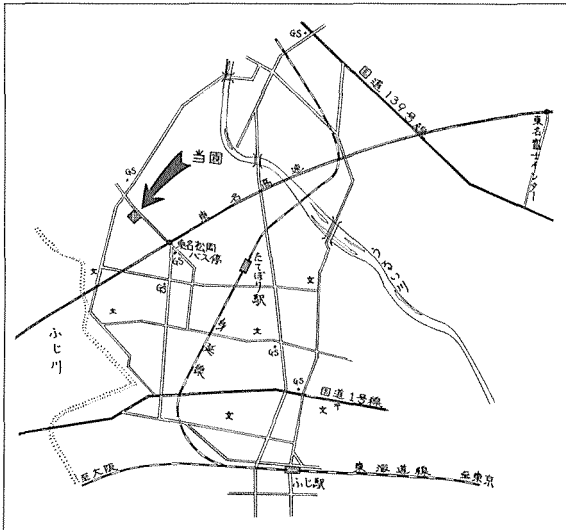 GS
国道139号線
東名富士インター
当園
GS
東名高速
東名松岡
バス停
GS
文
GS
たてぼり駅
文
うるい川
ふじ川
文
文
身延線
GS
GS
国道1号線
文
文
至大阪
東海道線
至東京
ふじ駅